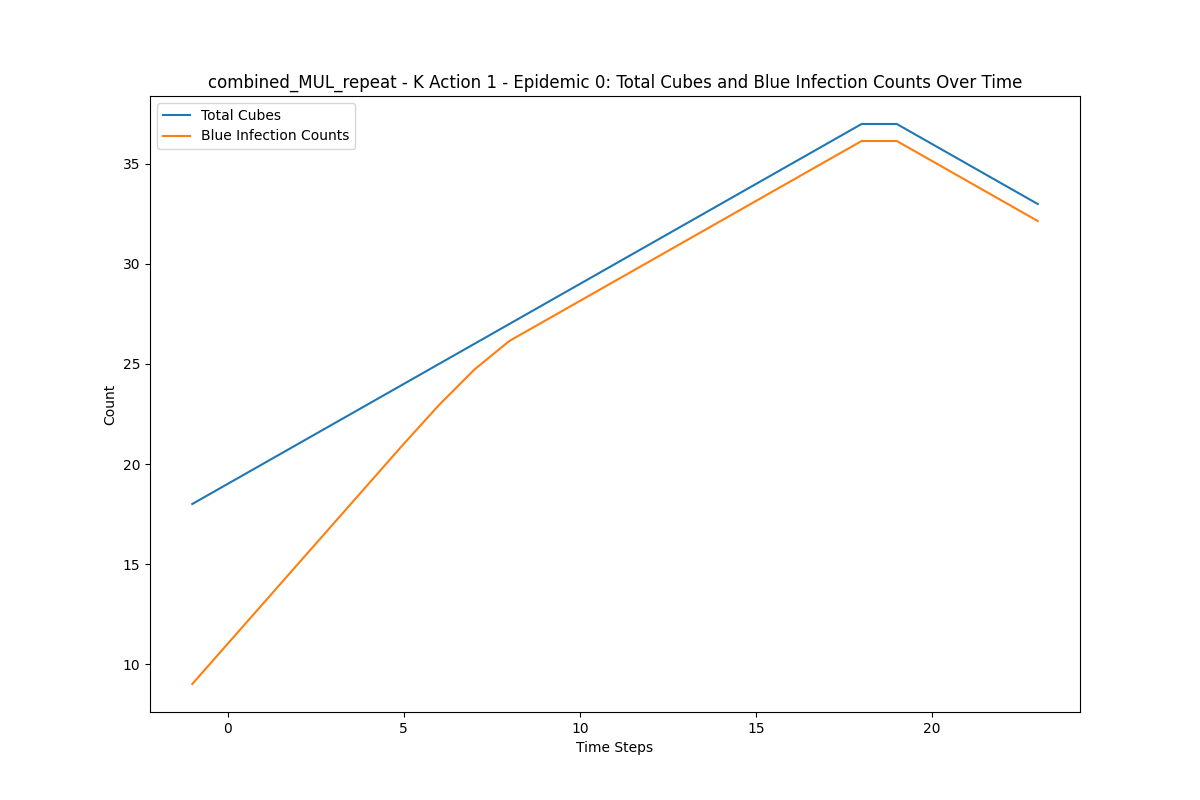 combined_MUL_repeat - K Action 1 - Epidemic 0: Total Cubes and Blue Infection Counts Over Time
Total Cubes
Blue Infection Counts
35
30
25
20
15
10
Count
0 5 10 15 20
Time Steps